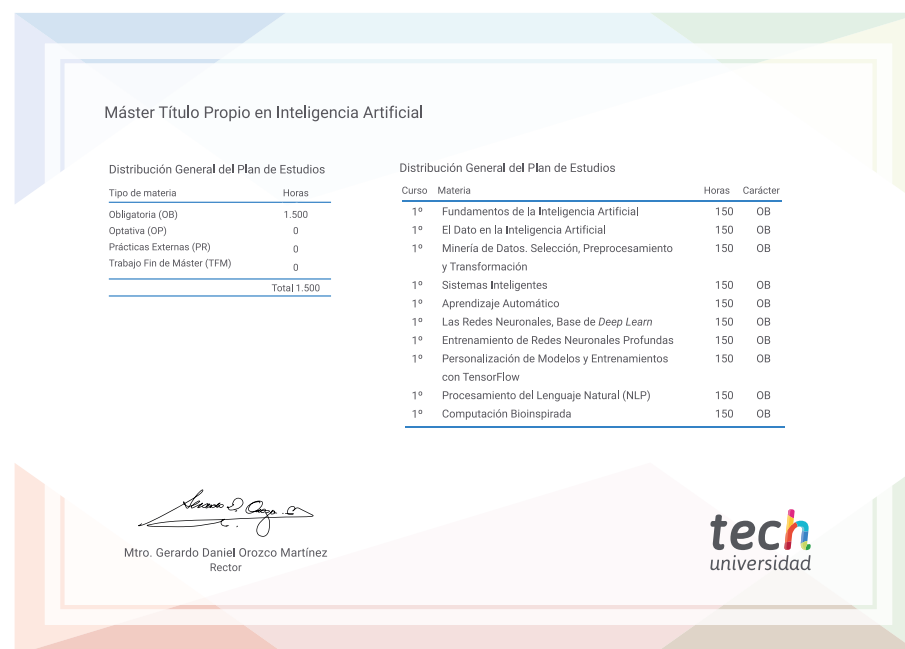 Máster Título Propio en Inteligencia Artificial
Distribución General del Plan de Estudios
Tipo de materia Horas
Obligatoria (OB) 1.500
Optativa (OP) 0
Prácticas Externas (PR) 0
Trabajo Fin de Máster (TFM) 0
Total 1.500
Distribución General del Plan de Estudios
Curso Materia Horas Carácter
1º Fundamentos de la Inteligencia Artificial 150 OB
1º El Dato en la Inteligencia Artificial 150 OB
1º Minería de Datos. Selección, Preprocesamiento 150 OB
y Transformación
1º Sistemas Inteligentes 150 OB
1º Aprendizaje Automático 150 OB
1º Las Redes Neuronales, Base de Deep Learn 150 OB
1º Entrenamiento de Redes Neuronales Profundas 150 OB
1º Personalización de Modelos y Entrenamientos 150 OB
con TensorFlow
1º Procesamiento del Lenguaje Natural (NLP) 150 OB
1º Computación Bioinspirada 150 OB
Mtro. Gerardo Daniel Orozco Martínez
Rector
tech
universidad